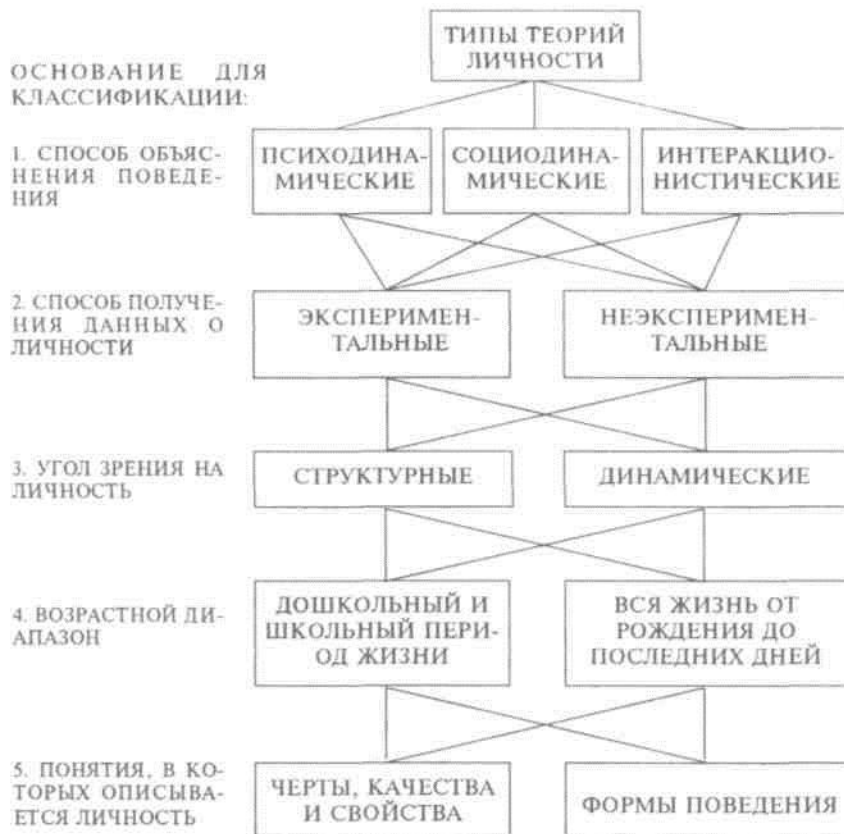 ТИПЫ ТЕОРИЙ
ЛИЧНОСТИ
ОСНОВАНИЕ ДЛЯ
КЛАССИФИКАЦИИ:
1. СПОСОБ ОБЪЯС-
НЕНИЯ ПОВЕДЕ-
НИЯ
ПСИХОДИНА-
МИЧЕСКИЕ
СОЦИОДИНА-
МИЧЕСКИЕ
ИНТЕРАКЦИО-
НИСТИЧЕСКИЕ
2. СПОСОБ ПОЛУЧЕ-
НИЯ ДАННЫХ О
ЛИЧНОСТИ
ЭКСПЕРИМЕН-
ТАЛЬНЫЕ
НЕЭКСПЕРИМЕН-
ТАЛЬНЫЕ
3. УГОЛ ЗРЕНИЯ НА
ЛИЧНОСТЬ
СТРУКТУРНЫЕ
ДИНАМИЧЕСКИЕ
4. ВОЗРАСТНОЙ ДИ-
АПАЗОН
ДОШКОЛЬНЫЙ И
ШКОЛЬНЫЙ ПЕРИ-
ОД ЖИЗНИ
ВСЯ ЖИЗНЬ ОТ
РОЖДЕНИЯ ДО
ПОСЛЕДНИХ ДНЕЙ
5. ПОНЯТИЯ, В КО-
ТОРЫХ ОПИСЫВА-
ЕТСЯ ЛИЧНОСТЬ
ЧЕРТЫ, КАЧЕСТВА
И СВОЙСТВА
ФОРМЫ ПОВЕДЕНИЯ